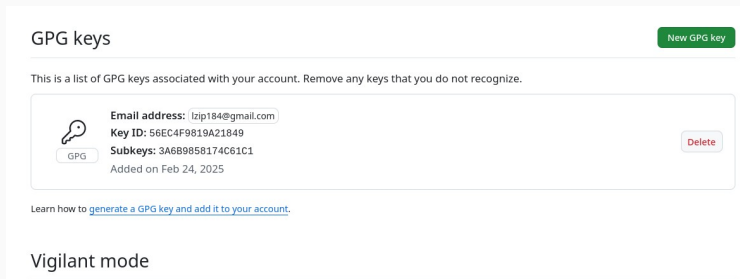 GPG keys
New GPG key
This is a list of GPG keys associated with your account. Remove any keys that you do not recognize.
Email address: lzip184@gmail.com
Key ID: 56EC4F9819A21849
GPG
Subkeys: 3A6B9858174C61C1
Delete
Added on Feb 24, 2025
Learn how to generate a GPG key and add it to your account.
Vigilant mode